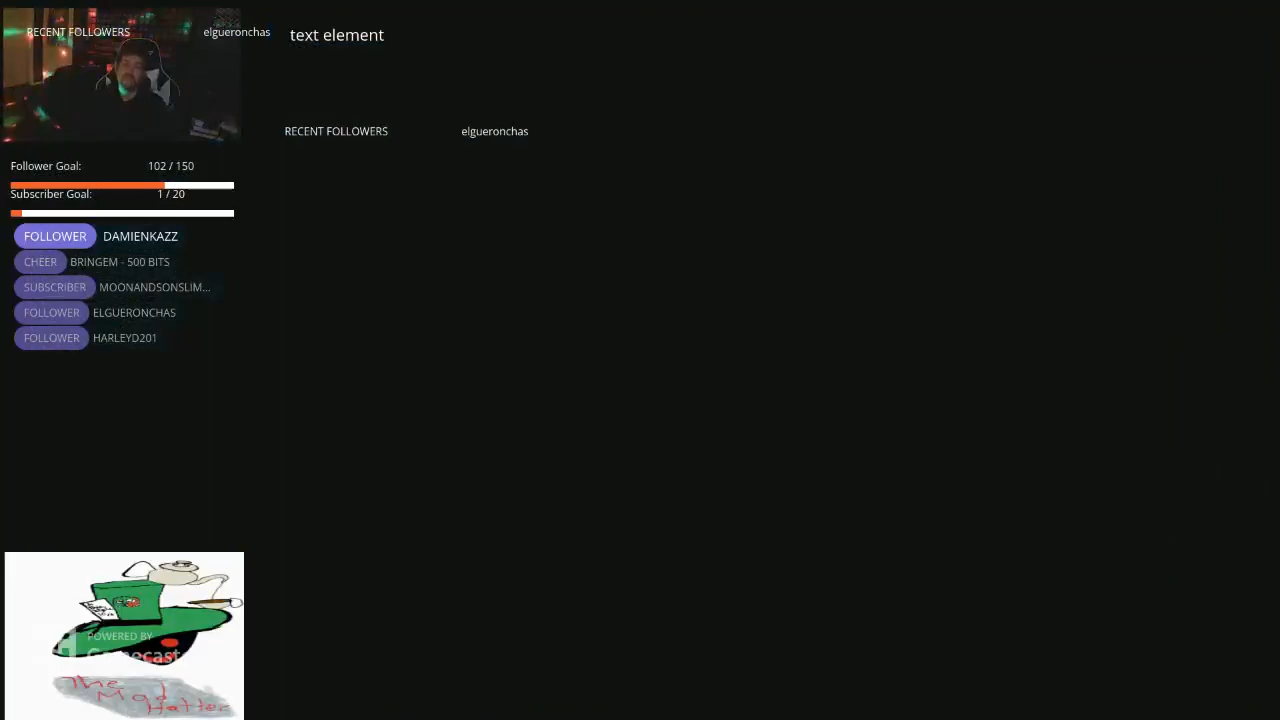 RECENT FOLLOWERS elgueronchas
text element
RECENT FOLLOWERS elgueronchas
Follower Goal: 102 / 150
Subscriber Goal: 1 / 20
FOLLOWER DAMIENKAZZ
CHEER BRINGEM - 500 BITS
SUBSCRIBER MOONANDSONSLIM...
FOLLOWER ELGUERONCHAS
FOLLOWER HARLEYD201
POWERED BY
Gamecast
The
Mad
Hatter